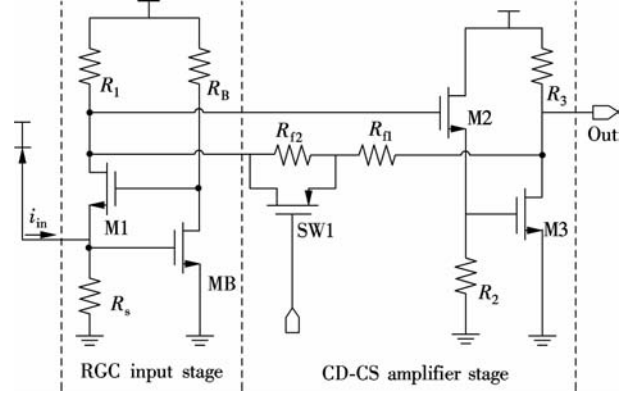 R1
RB
R3
M2
Out
Rf2
Rf1
iin
M1
SW1
M3
MB
Rs
R2
RGC input stage
CD-CS amplifier stage